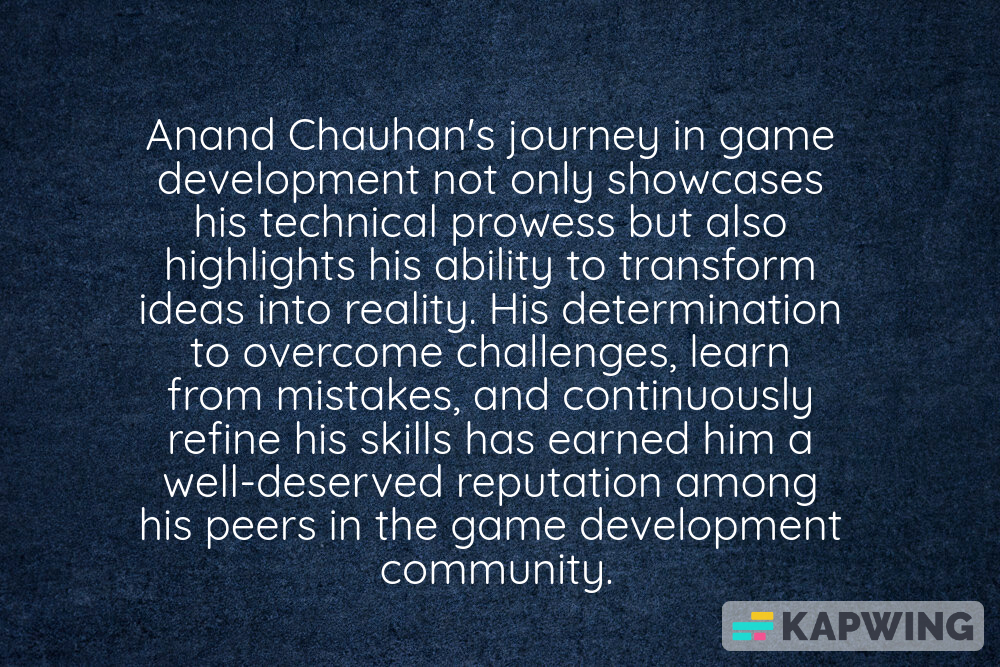 Anand Chauhan's journey in game
development not only showcases
his technical prowess but also
highlights his ability to transform
ideas into reality. His determination
to overcome challenges, learn
from mistakes, and continuously
refine his skills has earned him a
well-deserved reputation among
his peers in the game development
community.
KAPWING